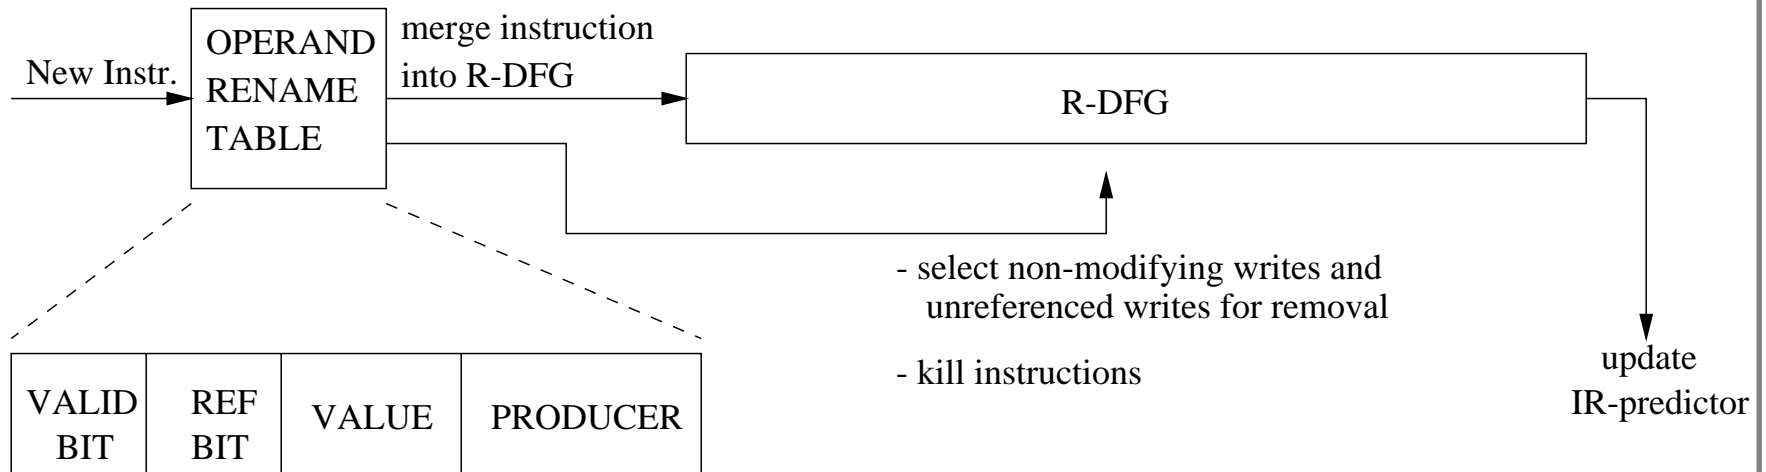 New Instr.
OPERAND
RENAME
TABLE
merge instruction
into R-DFG
R-DFG
- select non-modifying writes and
unreferenced writes for removal
- kill instructions
update
IR-predictor
VALID
BIT
REF
BIT
VALUE
PRODUCER